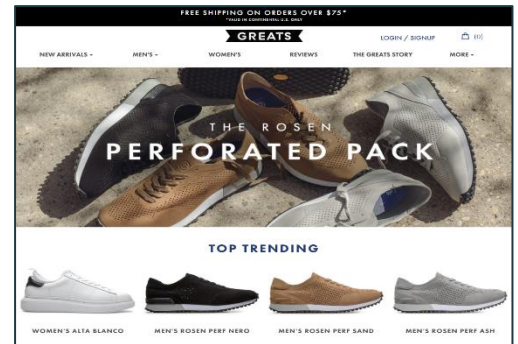 FREE SHIPPING ON ORDERS OVER $75*
*VALID IN CONTINENTAL U.S. ONLY
GREATS
LOGIN / SIGNUP (0)
NEW ARRIVALS MEN'S WOMEN'S REVIEWS THE GREATS STORY MORE
THE ROSEN
PERFORATED PACK
TOP TRENDING
WOMEN'S ALTA BLANCO MEN'S ROSEN PERF NERO MEN'S ROSEN PERF SAND MEN'S ROSEN PERF ASH